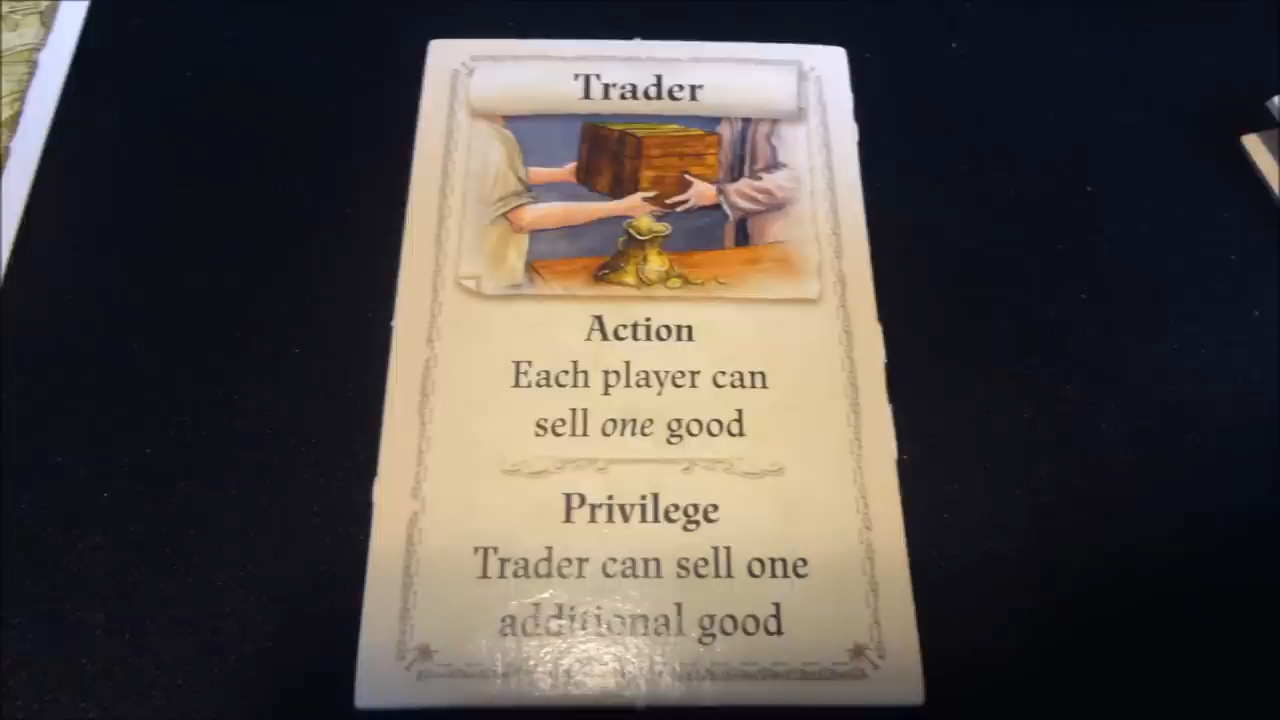 Trader
Action
Each player can
sell one good
Privilege
Trader can sell one
additional good